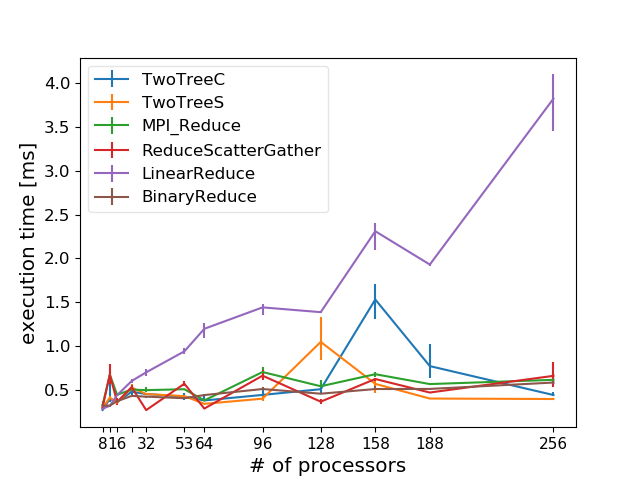 execution time [ms]
4.0
3.5
3.0
2.5
2.0
1.5
1.0
0.5
TwoTreeC
TwoTreeS
MPI_Reduce
ReduceScatterGather
LinearReduce
BinaryReduce
8 16 32 53 64 96 128 158 188 256
# of processors